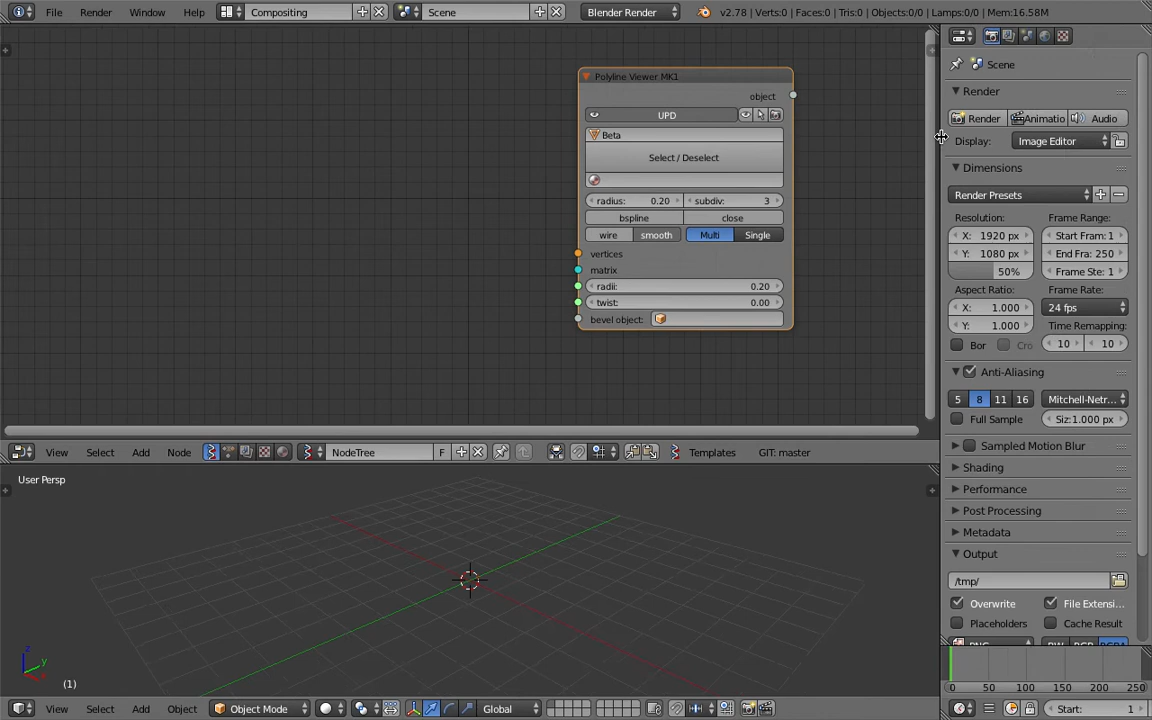 File Render Window Help Compositing Scene Blender Render v2.78 | Verts:0 | Faces:0 | Tris:0 | Objects:0/0 | Lamps:0/0 | Mem:16.58M
Polyline Viewer MK1
object
UPD
Beta
Select / Deselect
radius: 0.20 subdiv: 3
bspline close
wire smooth Multi Single
vertices
matrix
radii: 0.20
twist: 0.00
bevel object:
View Select Add Node NodeTree F Templates GIT: master
User Persp
(1)
View Select Add Object Object Mode Global
Scene
Render
Render Animatio Audio
Display: Image Editor
Dimensions
Render Presets
Resolution: Frame Range:
X: 1920 px Start Fram: 1
Y: 1080 px End Fra: 250
50% Frame Ste: 1
Aspect Ratio: Frame Rate:
X: 1.000 24 fps
Y: 1.000 Time Remapping:
Bor Cro 10 10
Anti-Aliasing
5 8 11 16 Mitchell-Netr...
Full Sample Siz:1.000 px
Sampled Motion Blur
Shading
Performance
Post Processing
Metadata
Output
/tmp/
Overwrite File Extensi...
Placeholders Cache Result
PNG BW RGB RGBA
0 50 100 150 200 250
Start: 1